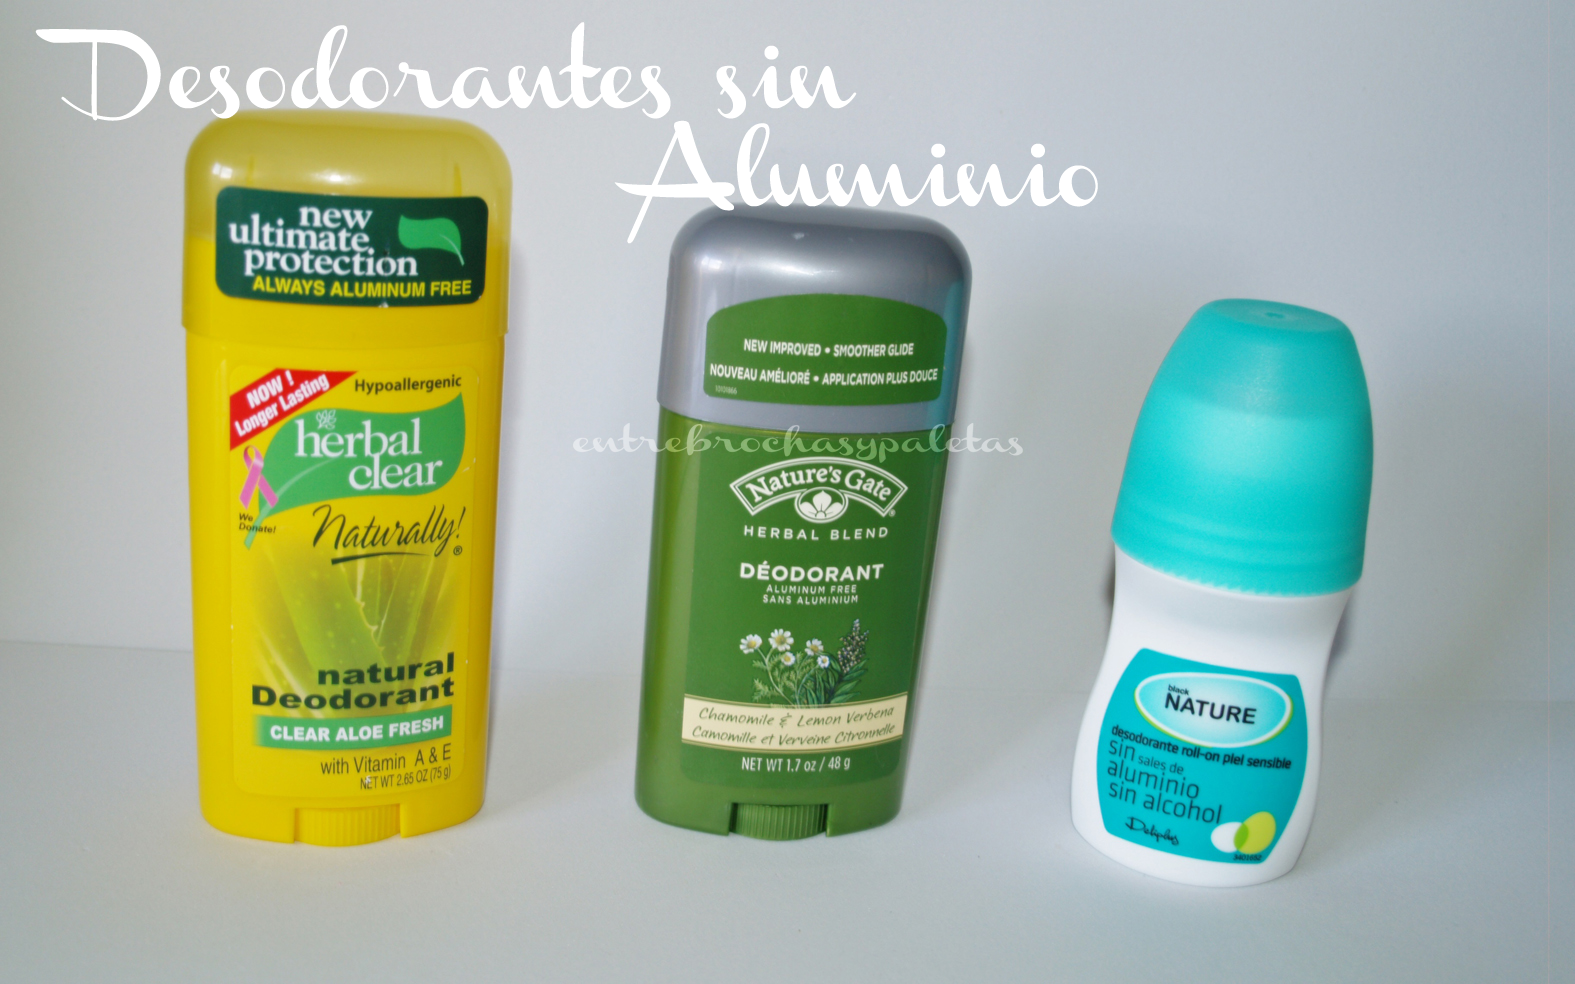 Desodorantes sin
Aluminio
new
ultimate
protection
ALWAYS ALUMINUM FREE
NOW!
Longer Lasting
Hypoallergenic
herbal
clear
We
Donate!
Naturally!®
natural
Deodorant
CLEAR ALOE FRESH
with Vitamin A & E
NET WT 2.65 OZ (75 g)
NEW IMPROVED • SMOOTHER GLIDE
NOUVEAU AMÉLIORÉ • APPLICATION PLUS DOUCE
entrebrochasypaletas
Nature's Gate®
HERBAL BLEND
DÉODORANT
ALUMINUM FREE
SANS ALUMINIUM
Chamomile & Lemon Verbena
Camomille et Verveine Citronnelle
NET WT 1.7 oz / 48 g
black
NATURE
desodorante roll-on piel sensible
sin sales de
aluminio
sin alcohol
Deliplus